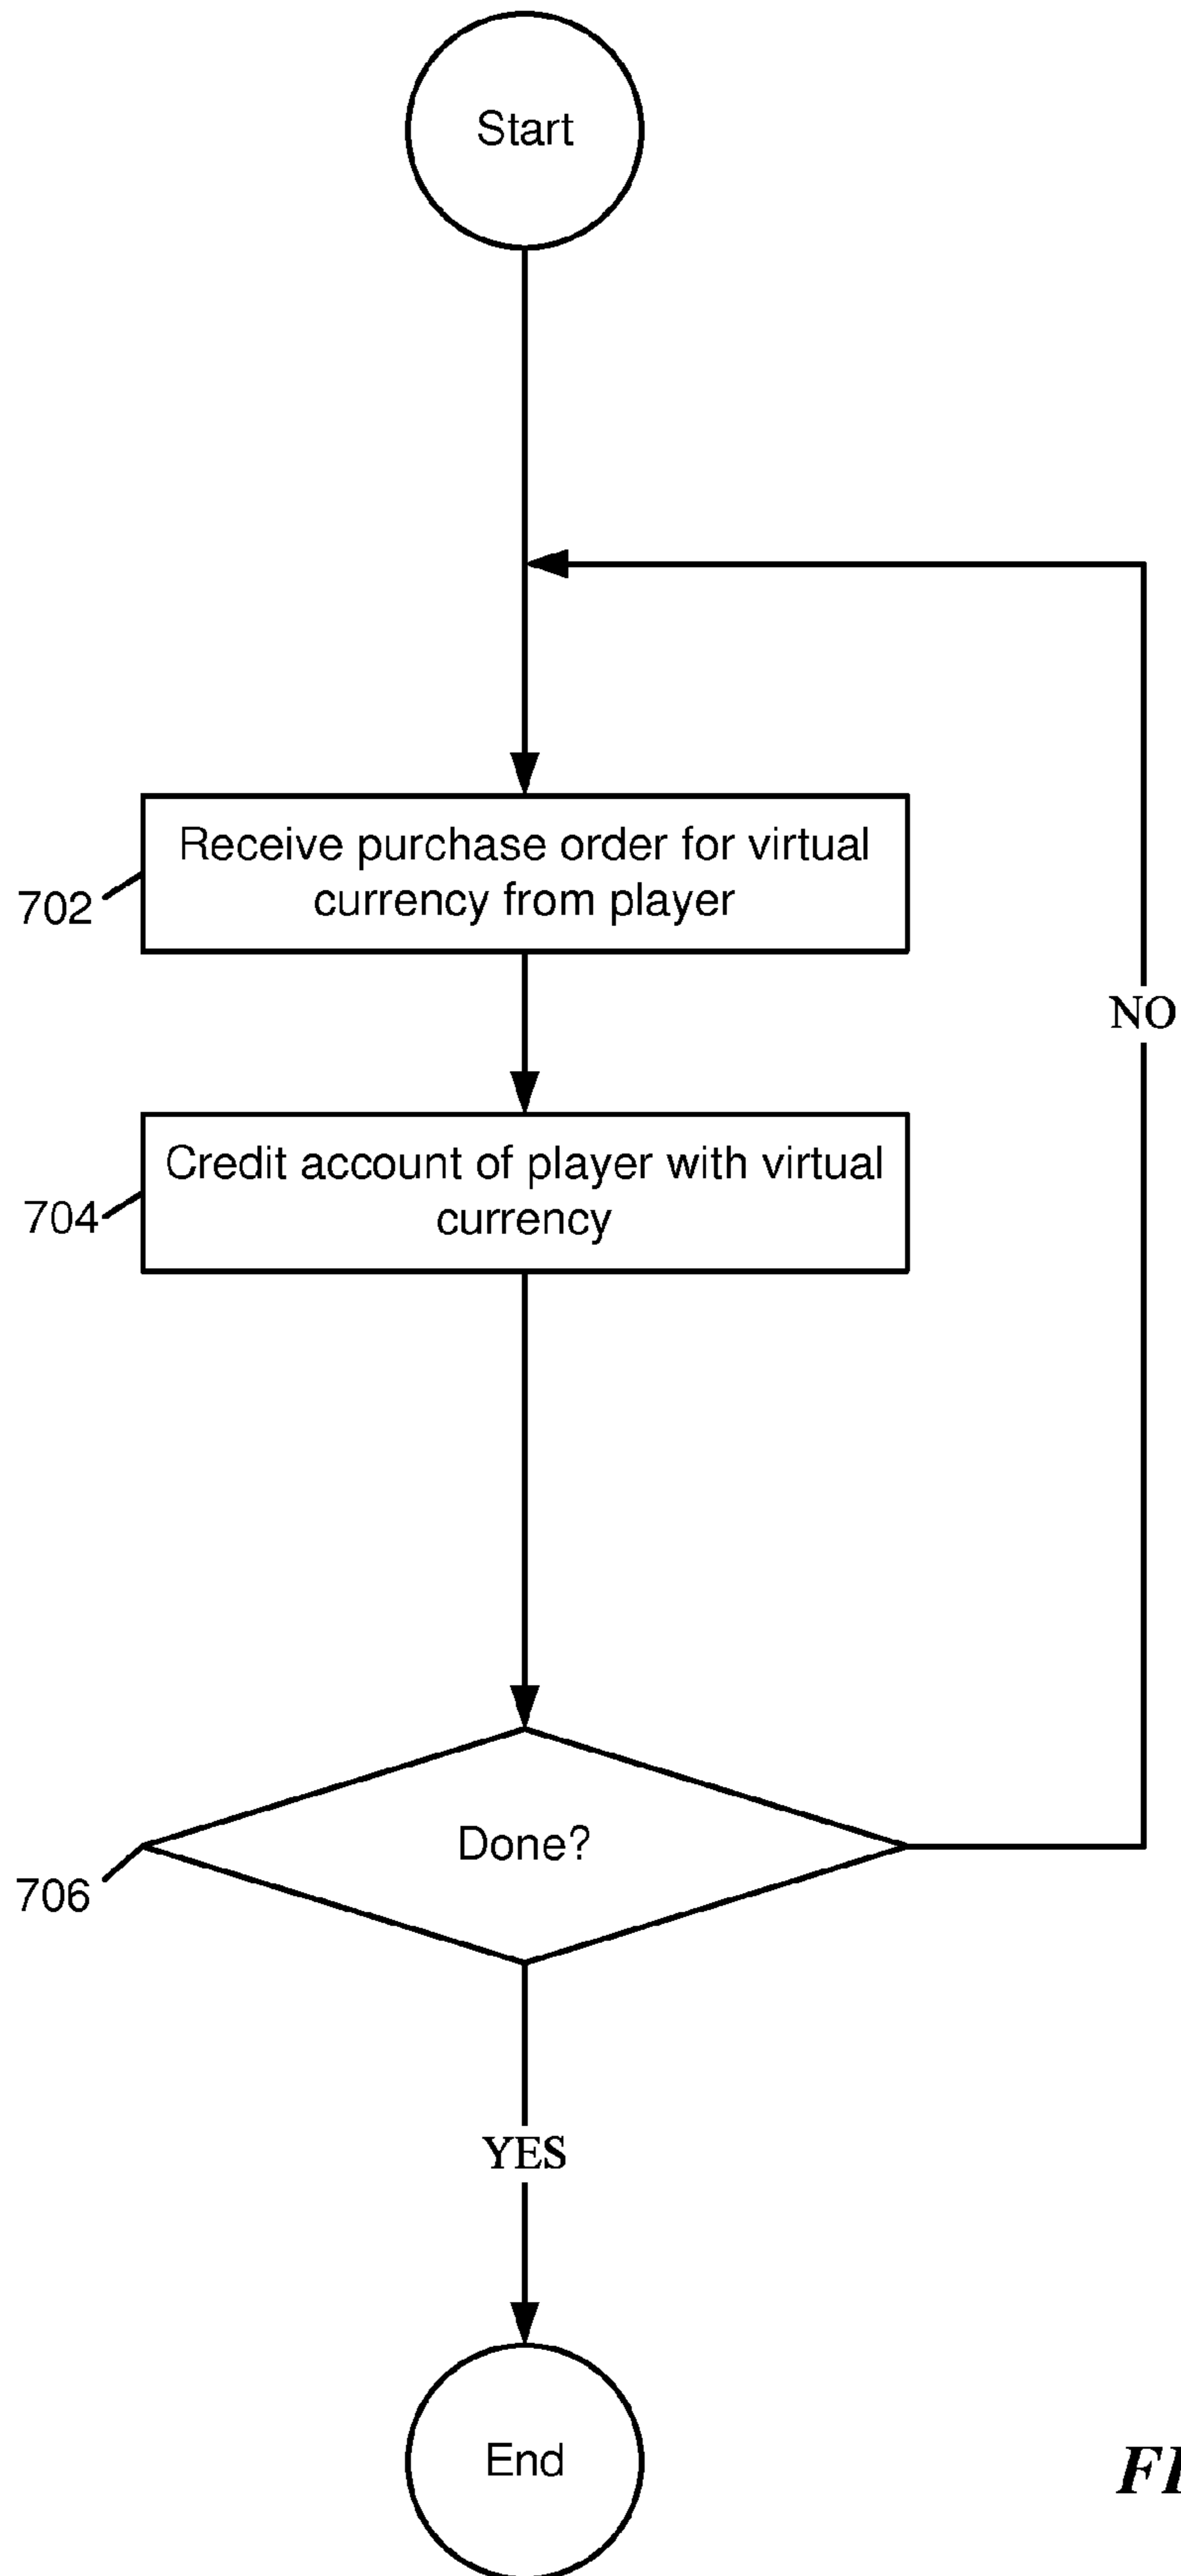 Start
Receive purchase order for virtual
currency from player
702
NO
Credit account of player with virtual
currency
704
Done?
706
YES
End